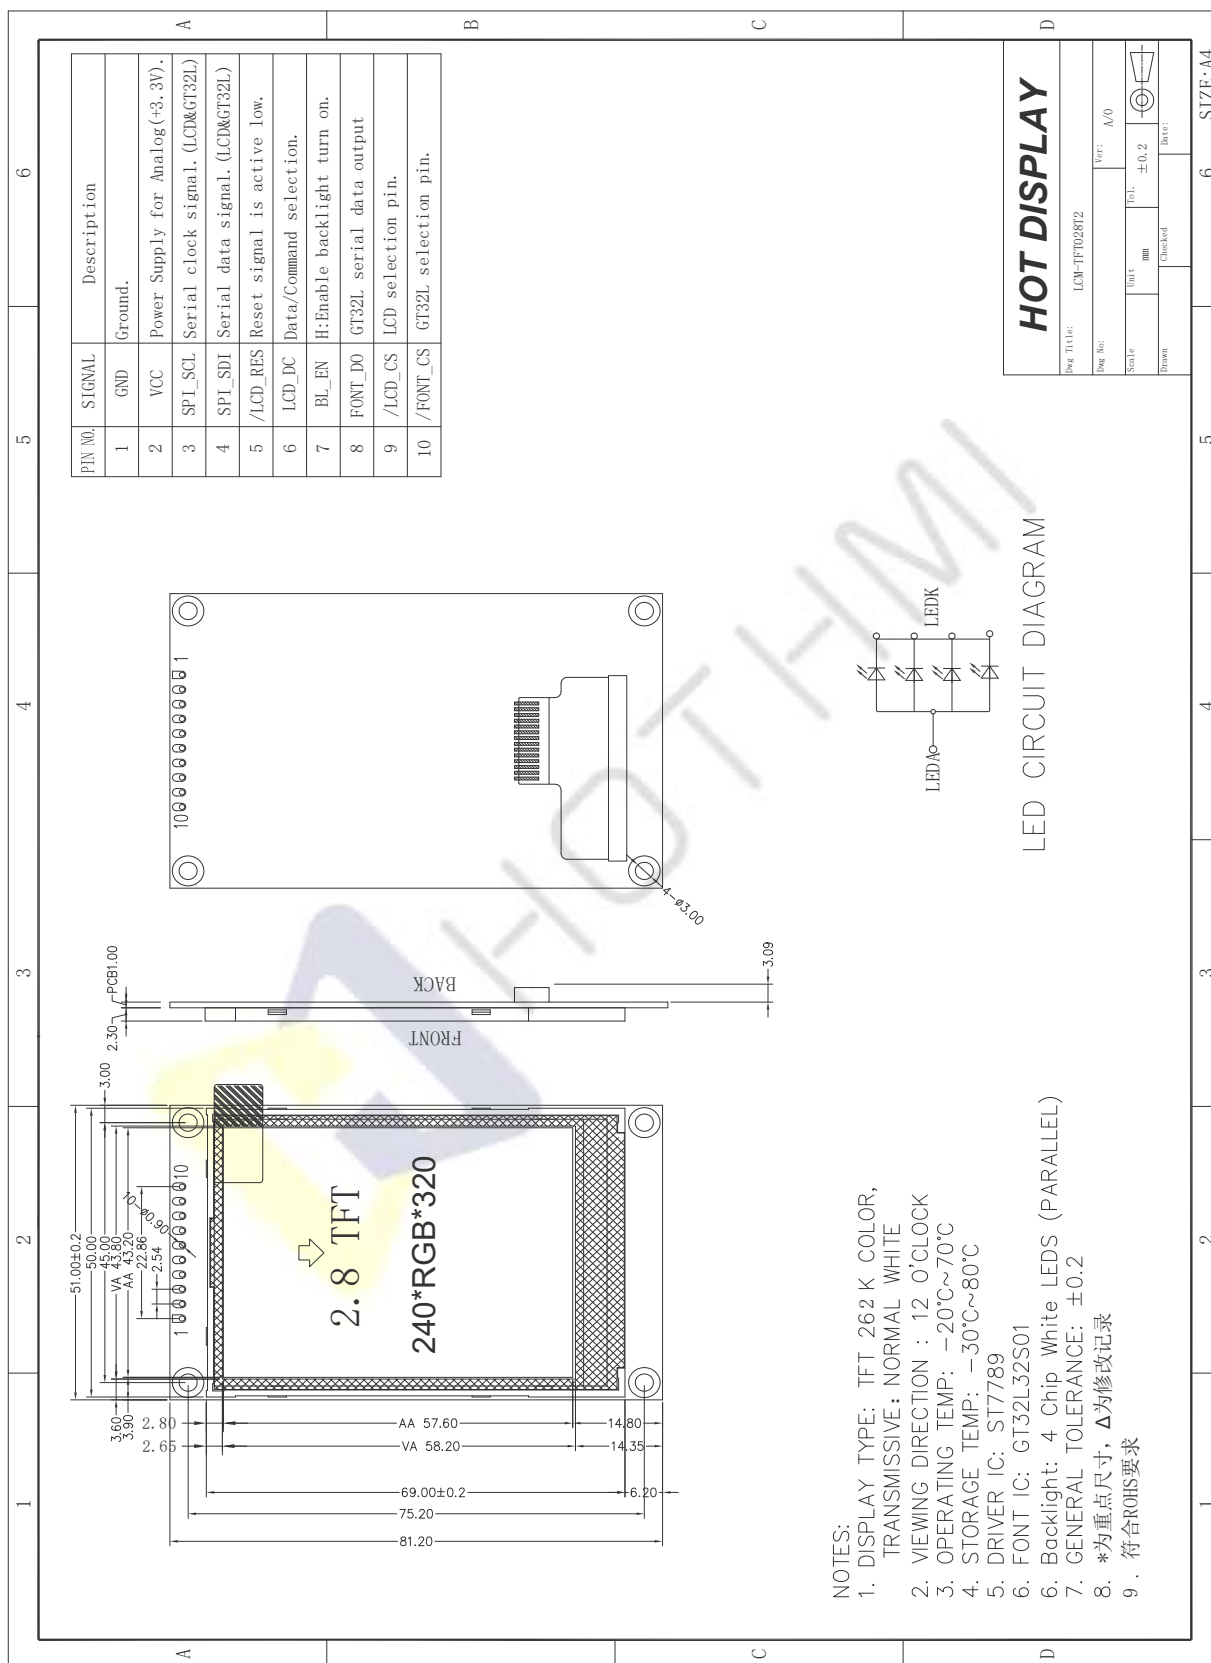 1
2
3
4
5
6
A
B
C
D
PIN NO. SIGNAL Description
1 GND Ground.
2 VCC Power Supply for Analog(+3.3V).
3 SPI_SCL Serial clock signal.(LCD&GT32L)
4 SPI_SDI Serial data signal.(LCD&GT32L)
5 /LCD_RES Reset signal is active low.
6 LCD_DC Data/Command selection.
7 BL_EN H:Enable backlight turn on.
8 FONT_DO GT32L serial data output
9 /LCD_CS LCD selection pin.
10 /FONT_CS GT32L selection pin.
51.00±0.2
50.00
45.00
VA 43.80
AA 43.20
22.86
2.54
10-ø0.90
3.00
3.60
3.90
1
10
2.8 TFT
240*RGB*320
2.80
AA 57.60
14.80
2.65
VA 58.20
14.35
69.00±0.2
6.20
75.20
81.20
2.30
PCB1.00
FRONT
BACK
3.09
10
1
4-ø3.00
HOTHMI
LEDA
LEDK
LED CIRCUIT DIAGRAM
NOTES:
1. DISPLAY TYPE: TFT 262K COLOR,
TRANSMISSIVE: NORMAL WHITE
2. VIEWING DIRECTION : 12 O'CLOCK
3. OPERATING TEMP: -20°C~70°C
4. STORAGE TEMP: -30°C~80°C
5. DRIVER IC: ST7789
6. FONT IC: GT32L32S01
6. Backlight: 4 Chip White LEDS (PARALLEL)
7. GENERAL TOLERANCE: ±0.2
8. *为重点尺寸, Δ为修改记录
9. 符合ROHS要求
HOT DISPLAY
Dwg Title: LCM-TFT028T2
Dwg No: Ver: A/0
Scale Unit mm Tol. ±0.2
Drawn Checked Date:
1
2
3
4
5
6
SIZE:A4
A
B
C
D